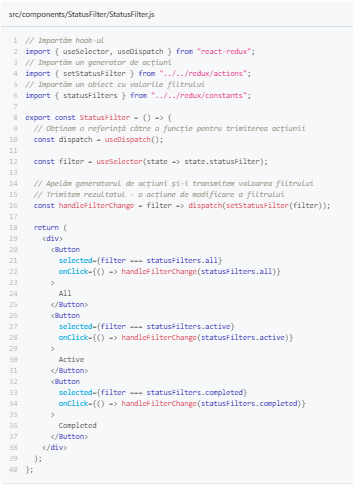 src/components/StatusFilter/StatusFilter.js
1 // Importăm hook-ul
2 import { useSelector, useDispatch } from "react-redux";
3 // Importăm un generator de acțiuni
4 import { setStatusFilter } from "../../redux/actions";
5 // Importăm un obiect cu valorile filtrului
6 import { statusFilters } from "../../redux/constants";
7
8 export const StatusFilter = () => {
9 // Obținem o referință către o funcție pentru trimiterea acțiunii
10 const dispatch = useDispatch();
11
12 const filter = useSelector(state => state.statusFilter);
13
14 // Apelăm generatorul de acțiuni și-i transmitem valoarea filtrului
15 // Trimitem rezultatul - o acțiune de modificare a filtrului
16 const handleFilterChange = filter => dispatch(setStatusFilter(filter));
17
18 return (
19 <div>
20 <Button
21 selected={filter === statusFilters.all}
22 onClick={() => handleFilterChange(statusFilters.all)}
23 >
24 All
25 </Button>
26 <Button
27 selected={filter === statusFilters.active}
28 onClick={() => handleFilterChange(statusFilters.active)}
29 >
30 Active
31 </Button>
32 <Button
33 selected={filter === statusFilters.completed}
34 onClick={() => handleFilterChange(statusFilters.completed)}
35 >
36 Completed
37 </Button>
38 </div>
39 );
40 };